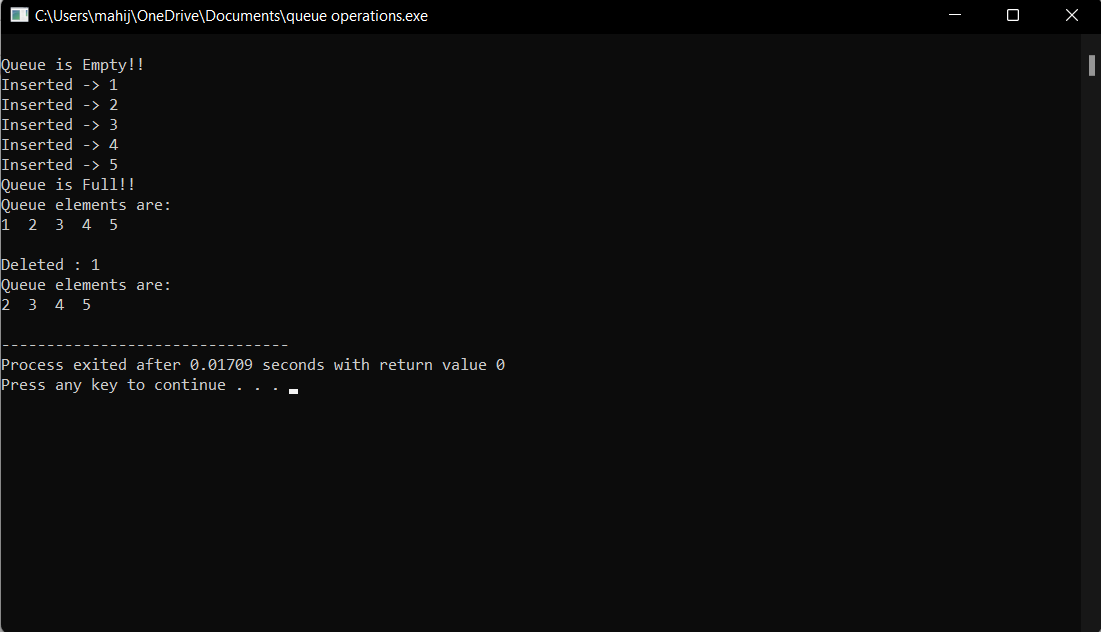 C:\Users\mahij\OneDrive\Documents\queue operations.exe
Queue is Empty!!
Inserted -> 1
Inserted -> 2
Inserted -> 3
Inserted -> 4
Inserted -> 5
Queue is Full!!
Queue elements are:
1  2  3  4  5
Deleted : 1
Queue elements are:
2  3  4  5
--------------------------------
Process exited after 0.01709 seconds with return value 0
Press any key to continue . . .